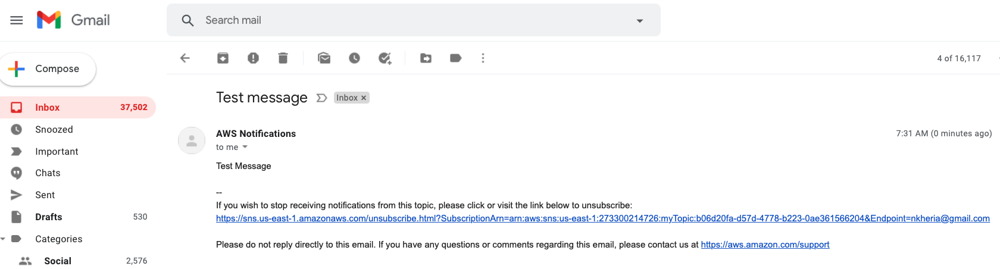 Gmail
Search mail
4 of 16,117
Compose
Test message Inbox ×
Inbox 37,502
Snoozed
AWS Notifications
7:31 AM (0 minutes ago)
to me
Important
Test Message
Chats
Sent
--
If you wish to stop receiving notifications from this topic, please click or visit the link below to unsubscribe:
Drafts 530
https://sns.us-east-1.amazonaws.com/unsubscribe.html?SubscriptionArn=arn:aws:sns:us-east-1:273300214726:myTopic:b06d20fa-d57d-4778-b223-0ae361566204&Endpoint=nkheria@gmail.com
Categories
Please do not reply directly to this email. If you have any questions or comments regarding this email, please contact us at https://aws.amazon.com/support
Social 2,576